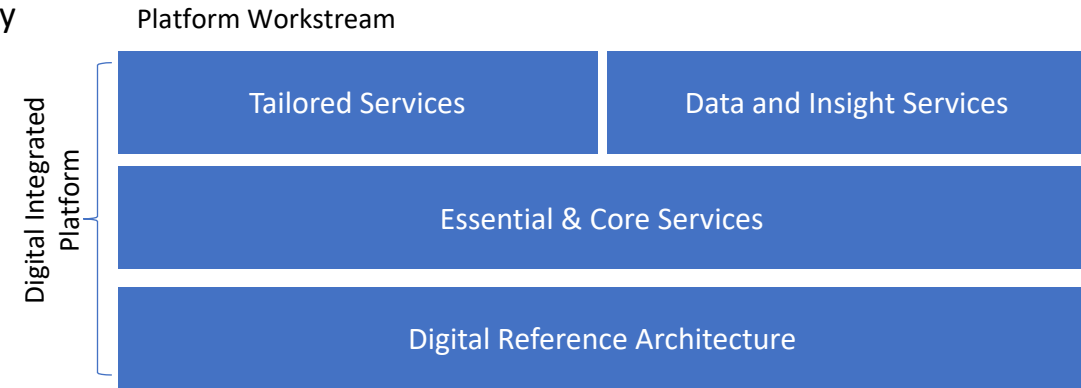 y
Platform Workstream
Digital Integrated
Platform
Tailored Services
Data and Insight Services
Essential & Core Services
Digital Reference Architecture